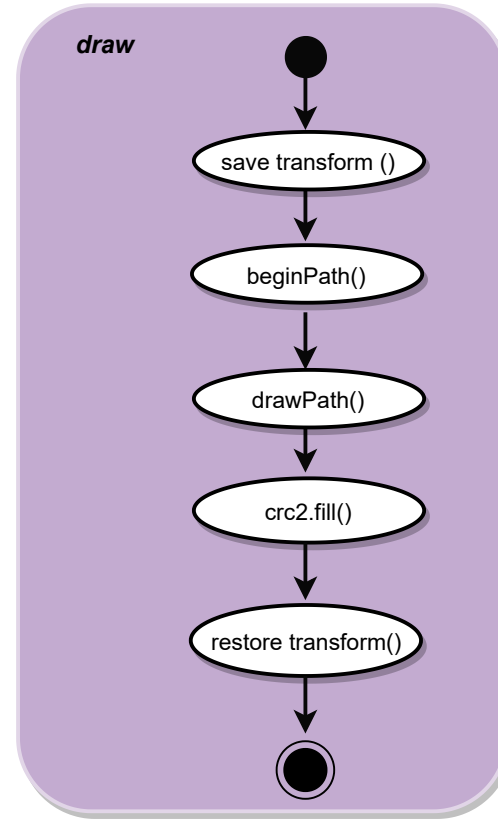 draw
save transform ()
beginPath()
drawPath()
crc2.fill()
restore transform()